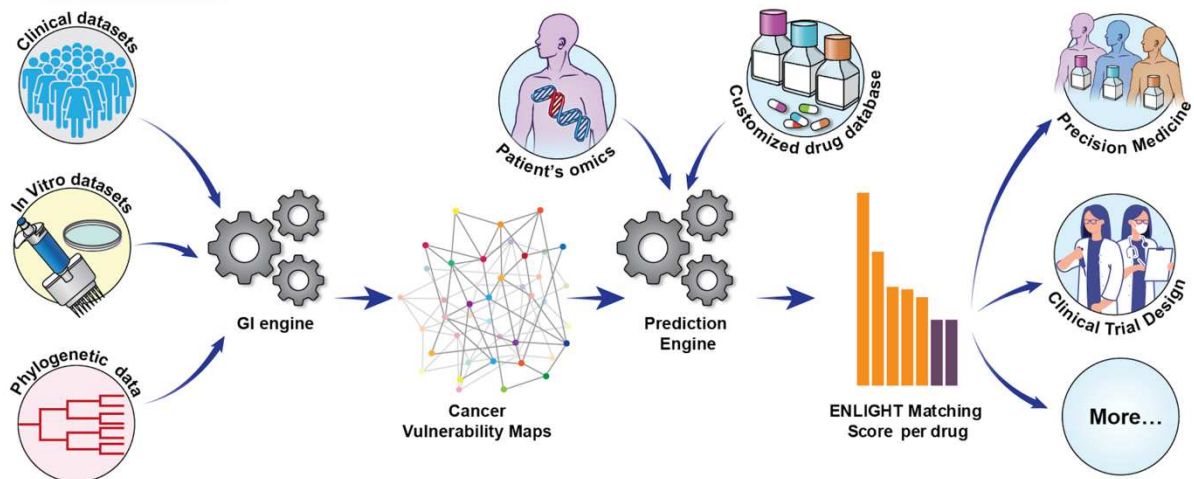 Clinical datasets
In Vitro datasets
Phylogenetic data
GI engine
Cancer
Vulnerability Maps
Patient's omics
Customized drug database
Prediction
Engine
ENLIGHT Matching
Score per drug
Precision Medicine
Clinical Trial Design
More...